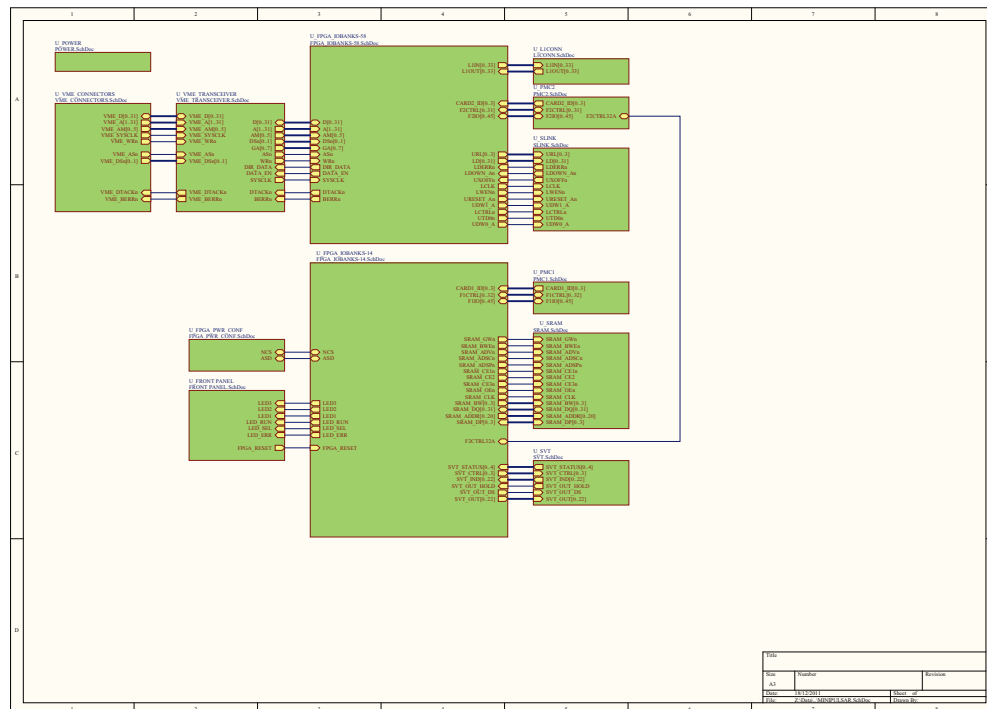 1 2 3 4 5 6 7 8
A
B
C
D
U_POWER
POWER.SchDoc
U_VME_CONNECTORS
VME_CONNECTORS.SchDoc
VME_D[0..31]
VME_A[1..31]
VME_AM[0..5]
VME_SYSCLK
VME_WRn
VME_ASn
VME_DSn[0..1]
VME_DTACKn
VME_BERRn
U_VME_TRANSCEIVER
VME_TRANSCEIVER.SchDoc
VME_D[0..31]
VME_A[1..31]
VME_AM[0..5]
VME_SYSCLK
VME_WRn
VME_ASn
VME_DSn[0..1]
VME_DTACKn
VME_BERRn
D[0..31]
A[1..31]
AM[0..5]
DSn[0..1]
GA[0..7]
ASn
WRn
DIR_DATA
DATA_EN
SYSCLK
DTACKn
BERRn
U_FPGA_IOBANKS-58
FPGA_IOBANKS-58.SchDoc
D[0..31]
A[1..31]
AM[0..5]
DSn[0..1]
GA[0..7]
ASn
WRn
DIR_DATA
DATA_EN
SYSCLK
DTACKn
BERRn
L1IN[0..33]
L1OUT[0..33]
CARD2_ID[0..3]
F2CTRL[0..31]
F2IO[0..45]
URL[0..3]
LD[0..31]
LDERRn
LDOWN_An
UXOFFn
LCLK
LWENn
URESET_An
UDW1_A
LCTRLn
UTDOn
UDW0_A
U_L1CONN
L1CONN.SchDoc
L1IN[0..33]
L1OUT[0..33]
U_PMC2
PMC2.SchDoc
CARD2_ID[0..3]
F2CTRL[0..31]
F2IO[0..45]
F2CTRL32A
U_SLINK
SLINK.SchDoc
URL[0..3]
LD[0..31]
LDERRn
LDOWN_An
UXOFFn
LCLK
LWENn
URESET_An
UDW1_A
LCTRLn
UTDOn
UDW0_A
U_FPGA_IOBANKS-14
FPGA_IOBANKS-14.SchDoc
NCS
ASD
LED3
LED2
LED1
LED_RUN
LED_SEL
LED_ERR
FPGA_RESET
CARD1_ID[0..3]
F1CTRL[0..32]
F1IO[0..45]
SRAM_GWn
SRAM_BWEn
SRAM_ADVn
SRAM_ADSCn
SRAM_ADSPn
SRAM_CE1n
SRAM_CE2
SRAM_CE3n
SRAM_OEn
SRAM_CLK
SRAM_BW[0..3]
SRAM_DQ[0..31]
SRAM_ADDR[0..20]
SRAM_DP[0..3]
F2CTRL32A
SVT_STATUS[0..4]
SVT_CTRL[0..3]
SVT_IND[0..22]
SVT_OUT_HOLD
SVT_OUT_DS
SVT_OUT[0..22]
U_FPGA_PWR_CONF
FPGA_PWR_CONF.SchDoc
NCS
ASD
U_FRONT PANEL
FRONT PANEL.SchDoc
LED3
LED2
LED1
LED_RUN
LED_SEL
LED_ERR
FPGA_RESET
U_PMC1
PMC1.SchDoc
CARD1_ID[0..3]
F1CTRL[0..32]
F1IO[0..45]
U_SRAM
SRAM.SchDoc
SRAM_GWn
SRAM_BWEn
SRAM_ADVn
SRAM_ADSCn
SRAM_ADSPn
SRAM_CE1n
SRAM_CE2
SRAM_CE3n
SRAM_OEn
SRAM_CLK
SRAM_BW[0..3]
SRAM_DQ[0..31]
SRAM_ADDR[0..20]
SRAM_DP[0..3]
U_SVT
SVT.SchDoc
SVT_STATUS[0..4]
SVT_CTRL[0..3]
SVT_IND[0..22]
SVT_OUT_HOLD
SVT_OUT_DS
SVT_OUT[0..22]
Title
Size Number Revision
A3
Date: 19/12/2011 Sheet of
File: Z:\Data\..\MINIPULSAR.SchDoc Drawn By:
1 2 3 4 5 6 7 8